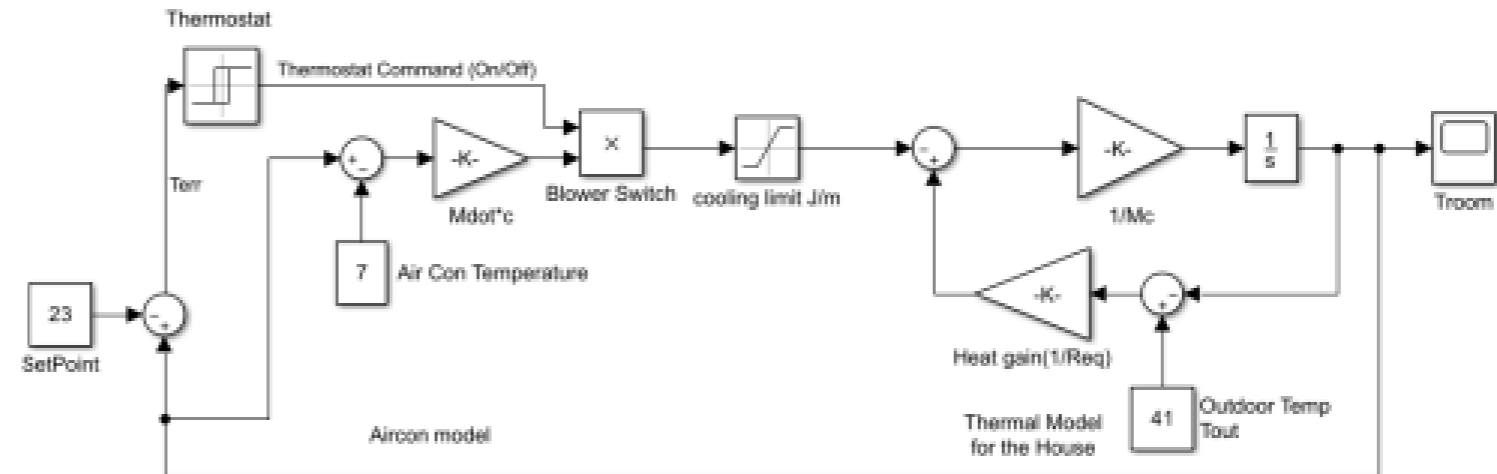 Thermostat
Thermostat Command (On/Off)
Terr
-K-
Mdot*c
×
Blower Switch
cooling limit J/m
-K-
1/Mc
1
s
Troom
7
Air Con Temperature
23
SetPoint
-K-
Heat gain(1/Req)
41
Outdoor Temp
Tout
Thermal Model
for the House
Aircon model